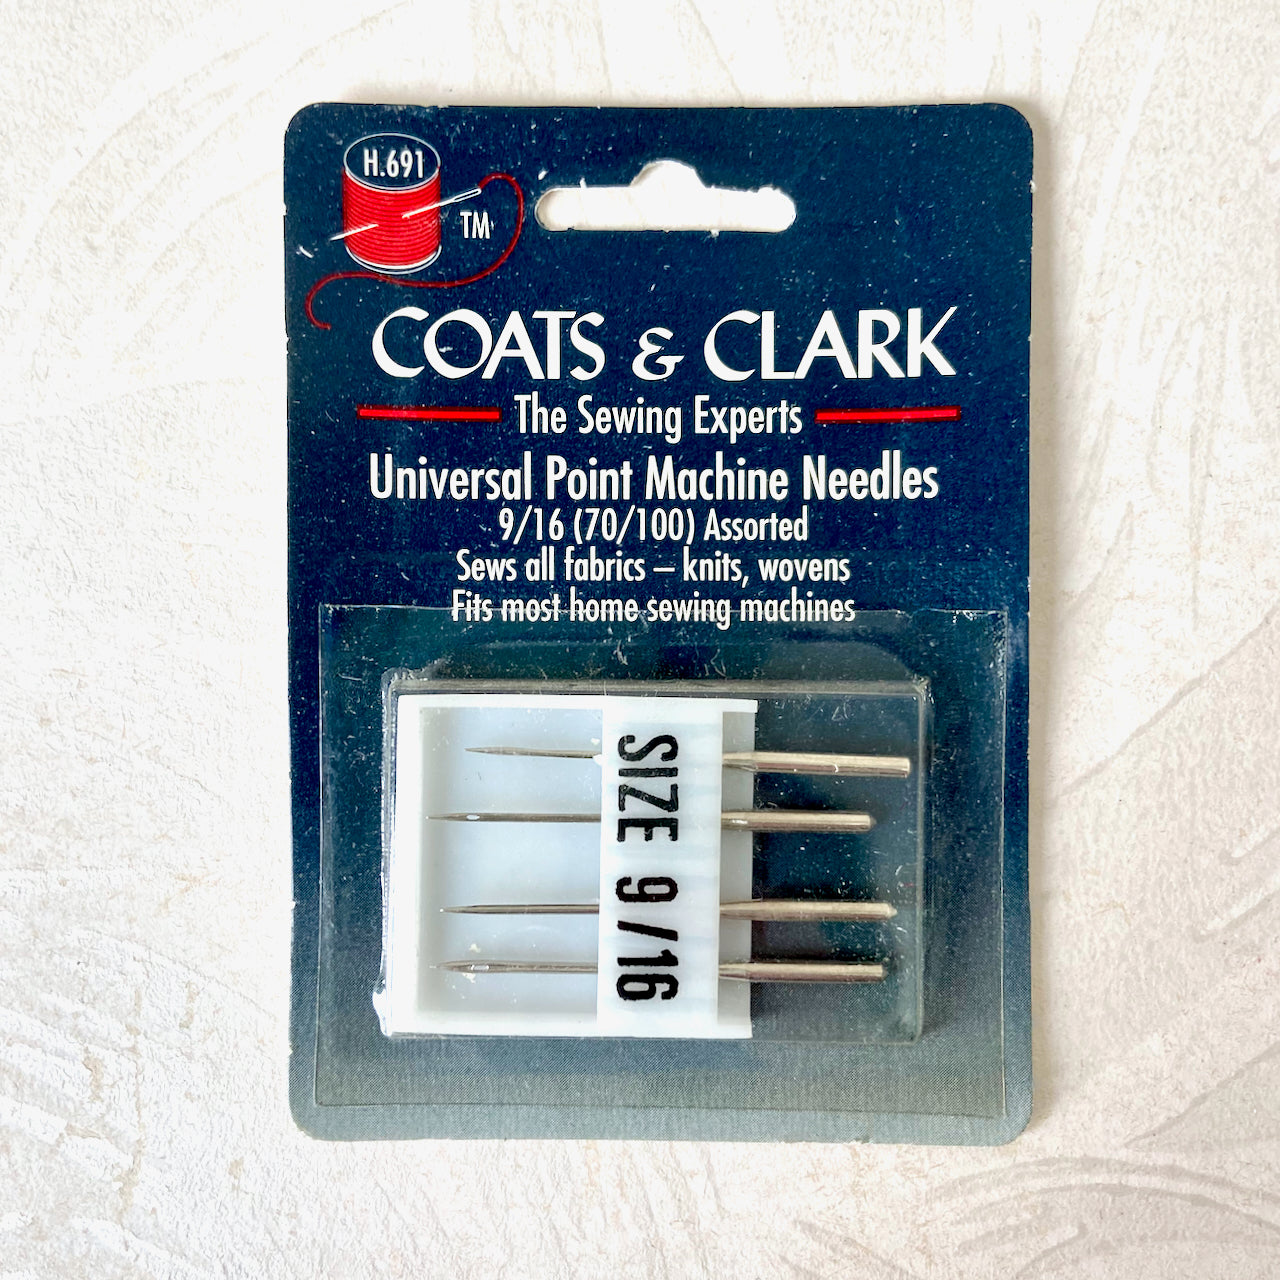 H.691
TM
COATS & CLARK
The Sewing Experts
Universal Point Machine Needles
9/16 (70/100) Assorted
Sews all fabrics – knits, wovens
Fits most home sewing machines
SIZE 9/16